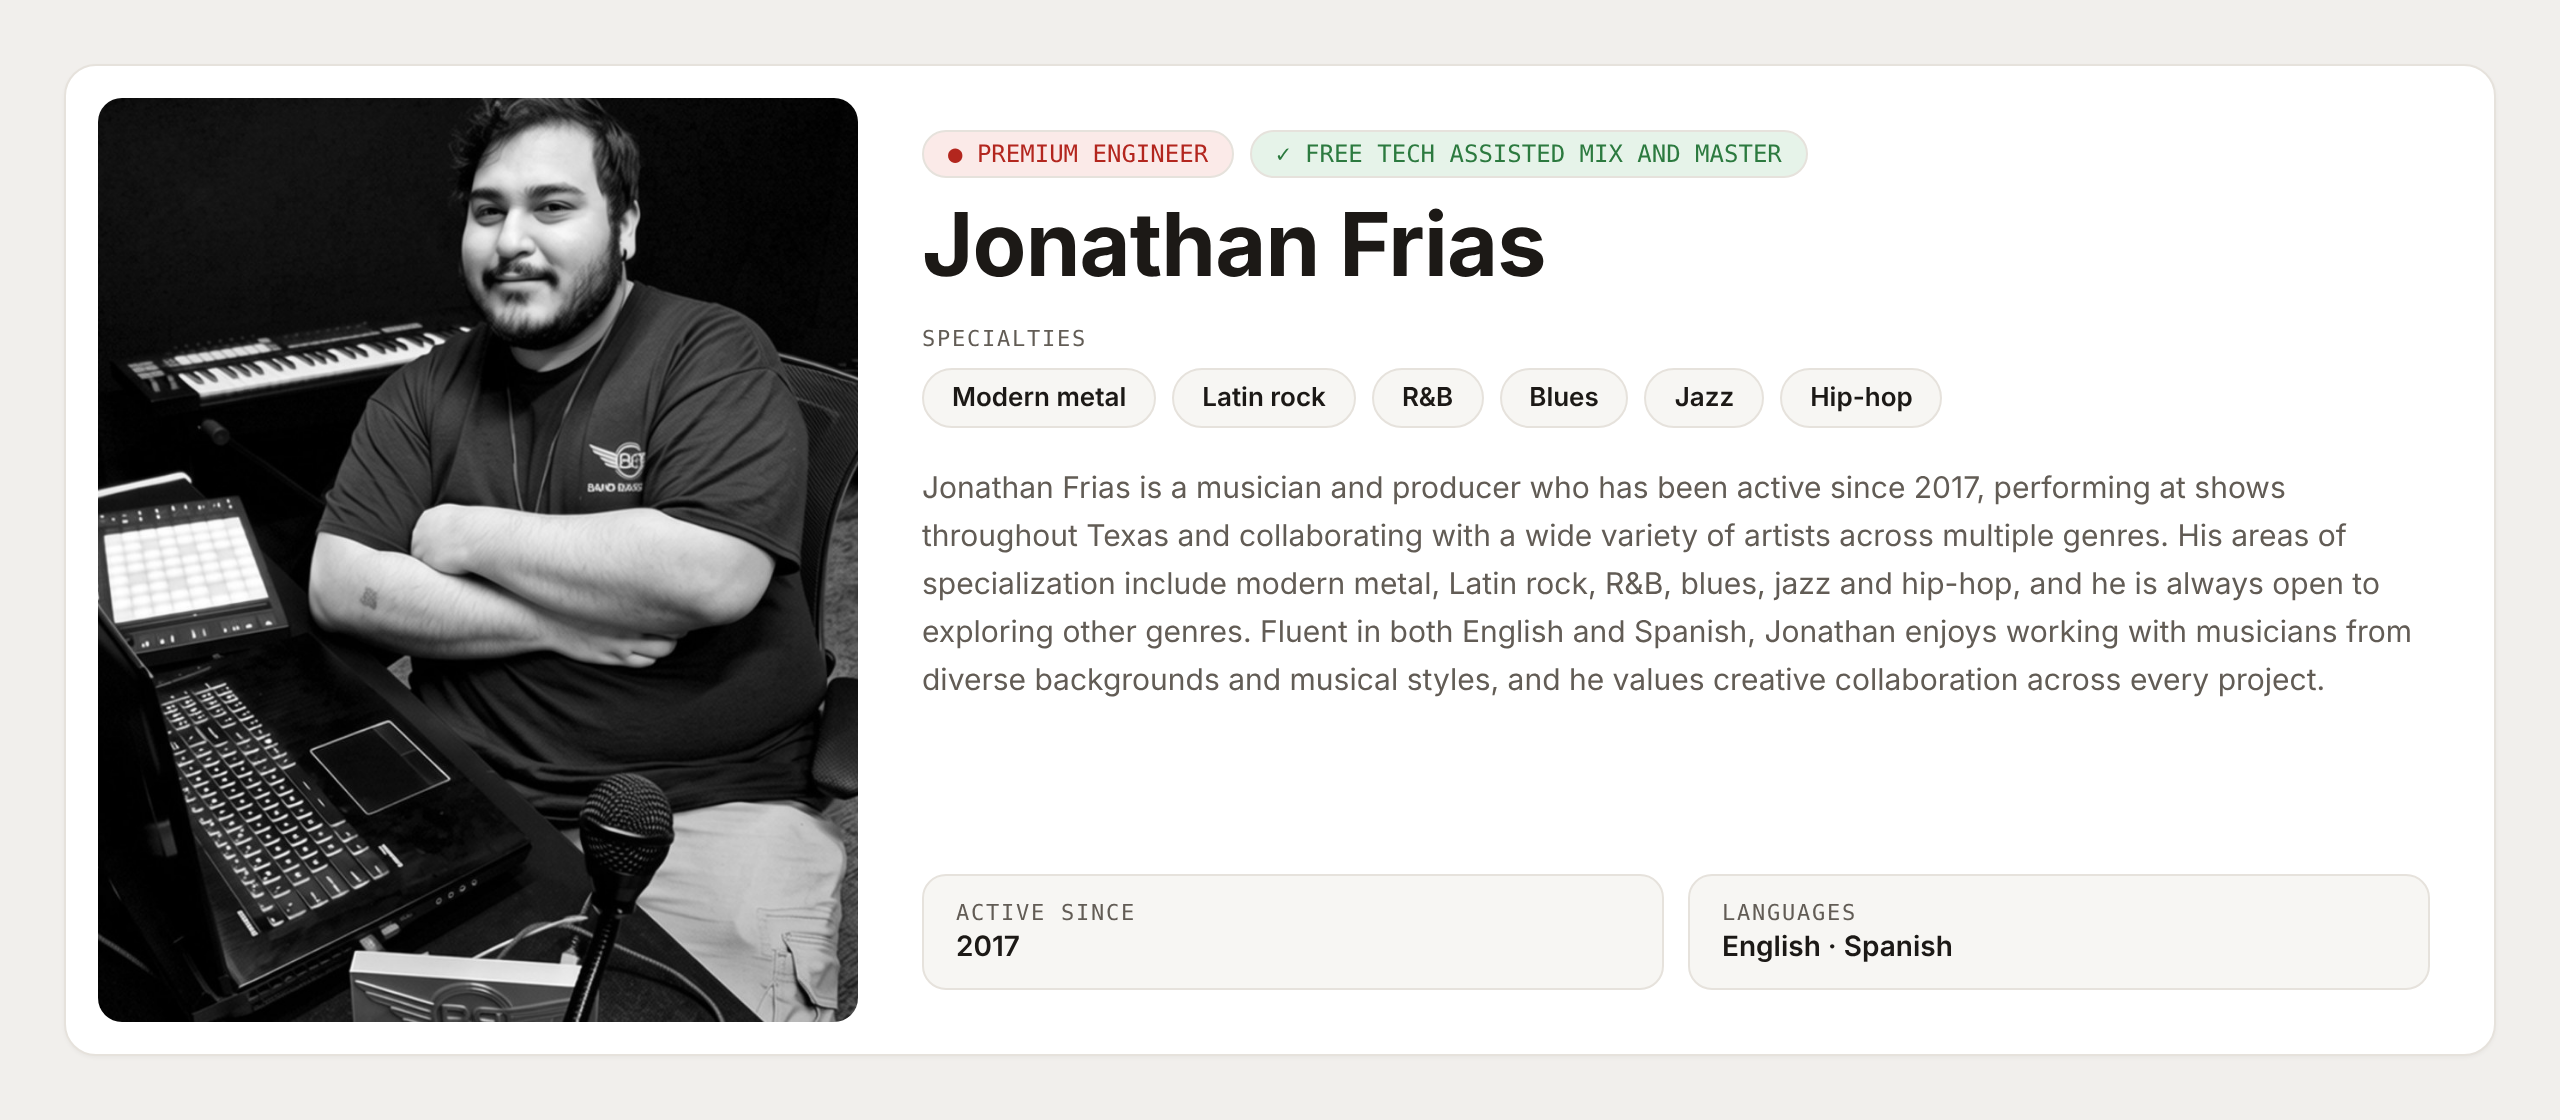 ● PREMIUM ENGINEER
✓ FREE TECH ASSISTED MIX AND MASTER
Jonathan Frias
SPECIALTIES
Modern metal
Latin rock
R&B
Blues
Jazz
Hip-hop
Jonathan Frias is a musician and producer who has been active since 2017, performing at shows
throughout Texas and collaborating with a wide variety of artists across multiple genres. His areas of
specialization include modern metal, Latin rock, R&B, blues, jazz and hip-hop, and he is always open to
exploring other genres. Fluent in both English and Spanish, Jonathan enjoys working with musicians from
diverse backgrounds and musical styles, and he values creative collaboration across every project.
ACTIVE SINCE
2017
LANGUAGES
English · Spanish